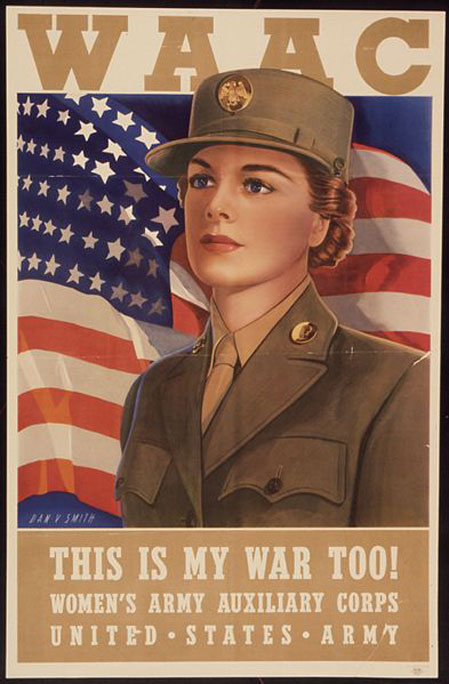 WAAC
DAN V SMITH
THIS IS MY WAR TOO!
WOMEN'S ARMY AUXILIARY CORPS
UNITED · STATES · ARMY